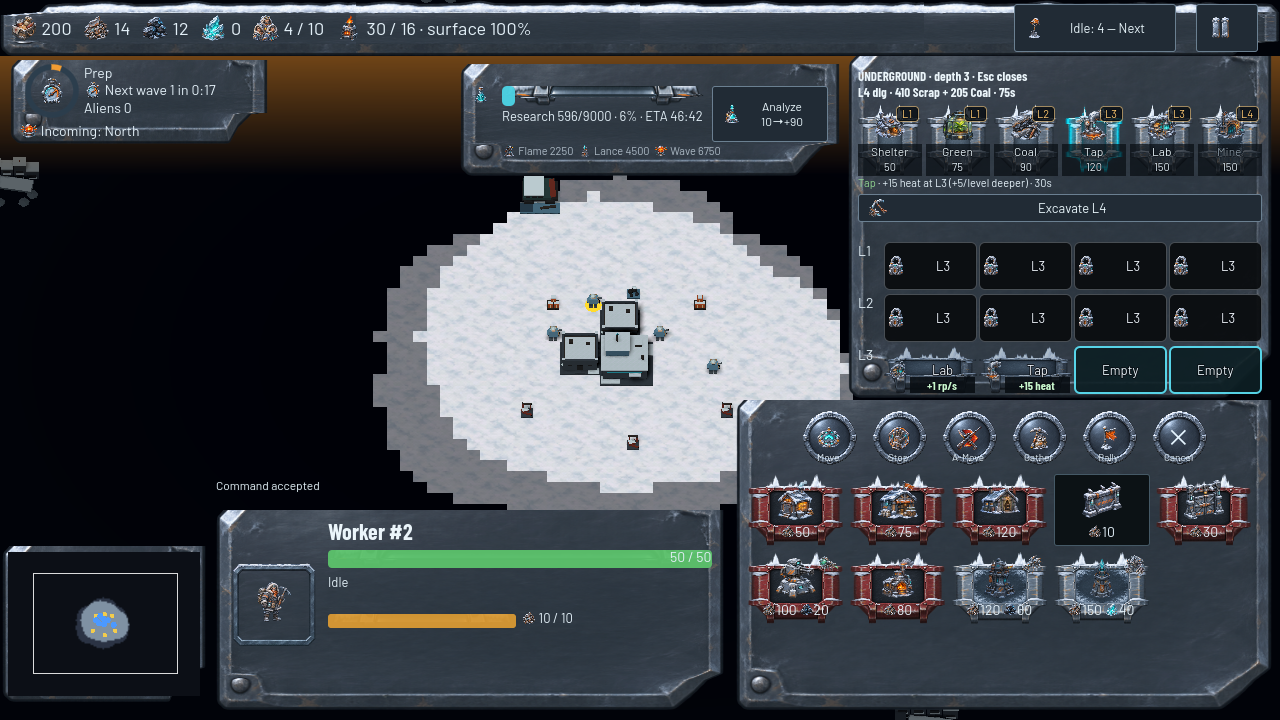 200
14
12
0
4 / 10
30 / 16 · surface 100%
Idle: 4 — Next
Prep
Next wave 1 in 0:17
Aliens 0
Incoming: North
Research 596/9000 · 6% · ETA 46:42
Analyze
10→+90
Flame 2250
Lance 4500
Wave 6750
UNDERGROUND · depth 3 · Esc closes
L4 dig · 410 Scrap + 205 Coal · 75s
L1
L1
L2
L3
L3
L4
Shelter
Green
Coal
Tap
Lab
Mine
50
75
90
120
150
150
Tap · +15 heat at L3 (+5/level deeper) · 30s
Excavate L4
L1
L3
L3
L3
L3
L2
L3
L3
L3
L3
L3
Lab
+1 rp/s
Tap
+15 heat
Empty
Empty
Command accepted
Worker #2
50 / 50
Idle
10 / 10
Move
Stop
A-Move
Gather
Rally
Cancel
50
75
120
10
30
100
20
80
120
60
150
40